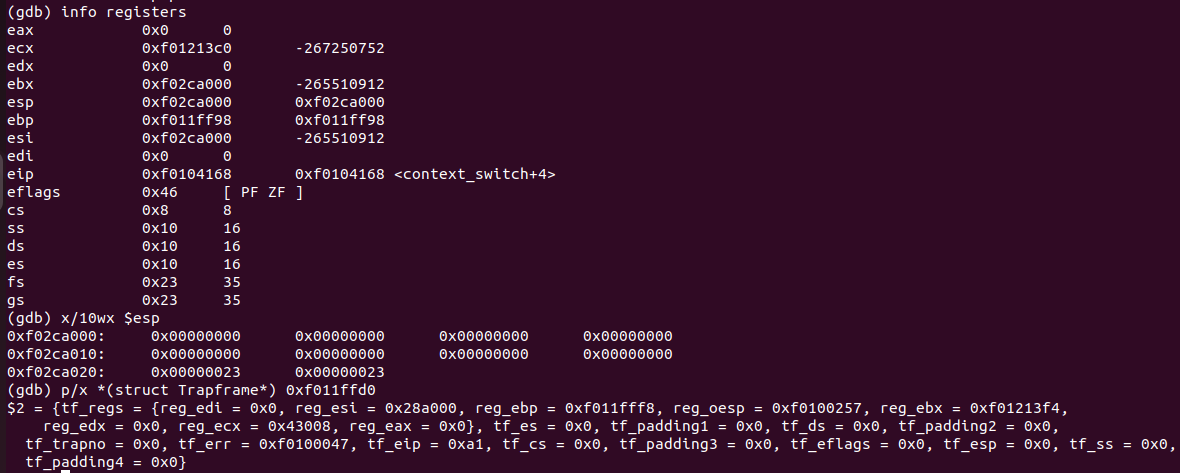 (gdb) info registers
eax            0x0      0
ecx            0xf01213c0       -267250752
edx            0x0      0
ebx            0xf02ca000       -265510912
esp            0xf02ca000       0xf02ca000
ebp            0xf011ff98       0xf011ff98
esi            0xf02ca000       -265510912
edi            0x0      0
eip            0xf0104168       0xf0104168 <context_switch+4>
eflags         0x46     [ PF ZF ]
cs             0x8      8
ss             0x10     16
ds             0x10     16
es             0x10     16
fs             0x23     35
gs             0x23     35
(gdb) x/10wx $esp
0xf02ca000:     0x00000000      0x00000000      0x00000000      0x00000000
0xf02ca010:     0x00000000      0x00000000      0x00000000      0x00000000
0xf02ca020:     0x00000023      0x00000023
(gdb) p/x *(struct Trapframe*) 0xf011ffd0
$2 = {tf_regs = {reg_edi = 0x0, reg_esi = 0x28a000, reg_ebp = 0xf011fff8, reg_oesp = 0xf0100257, reg_ebx = 0xf01213f4,
    reg_edx = 0x0, reg_ecx = 0x43008, reg_eax = 0x0}, tf_es = 0x0, tf_padding1 = 0x0, tf_ds = 0x0, tf_padding2 = 0x0,
  tf_trapno = 0x0, tf_err = 0xf0100047, tf_eip = 0xa1, tf_cs = 0x0, tf_padding3 = 0x0, tf_eflags = 0x0, tf_esp = 0x0, tf_ss = 0x0,
  tf_padding4 = 0x0}